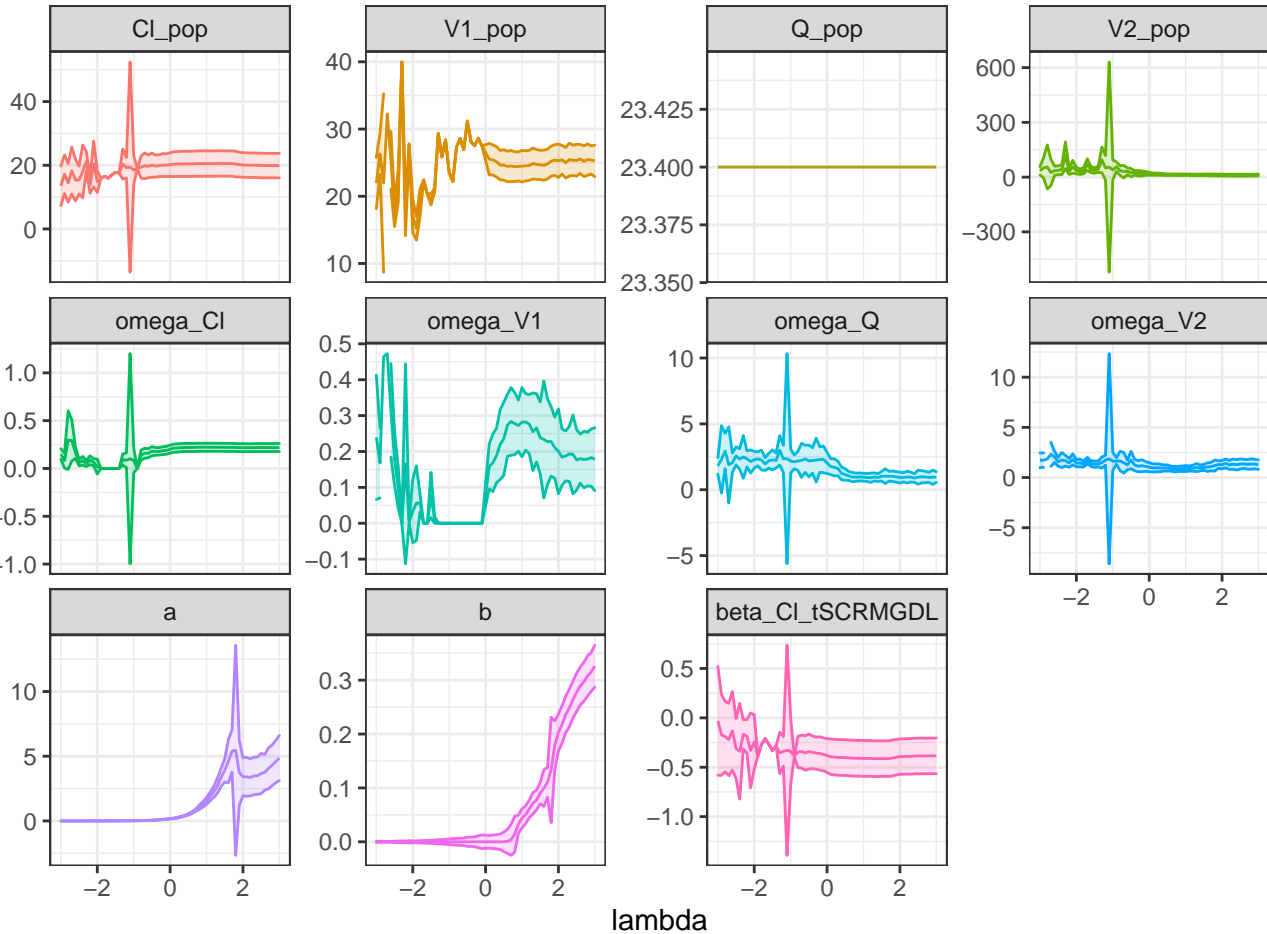 Cl_pop
V1_pop
Q_pop
V2_pop
40
20
0
40
30
20
10
23.425
23.400
23.375
23.350
600
300
0
−300
omega_Cl
omega_V1
omega_Q
omega_V2
1.0
0.5
0.0
−0.5
−1.0
0.5
0.4
0.3
0.2
0.1
0.0
−0.1
10
5
0
−5
10
5
0
−5
−2 0 2
a
b
beta_Cl_tSCRMGDL
10
5
0
0.3
0.2
0.1
0.0
0.5
0.0
−0.5
−1.0
−2 0 2
−2 0 2
−2 0 2
lambda